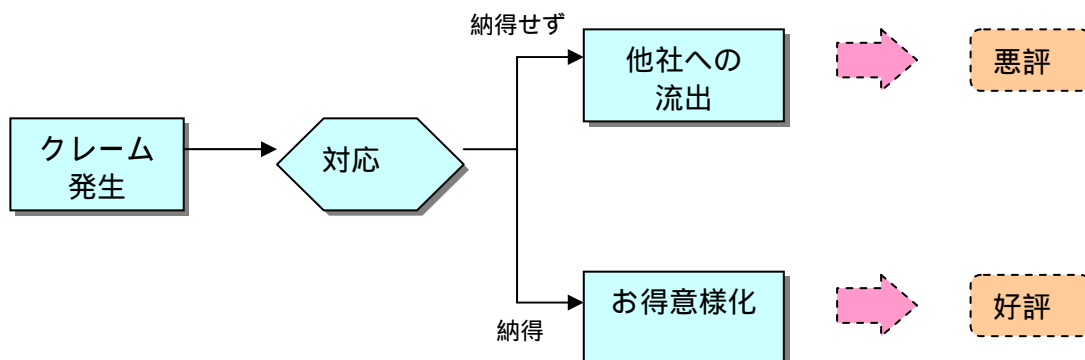 納得せず
他社への
流出
悪評
クレーム
発生
対応
お得意様化
好評
納得